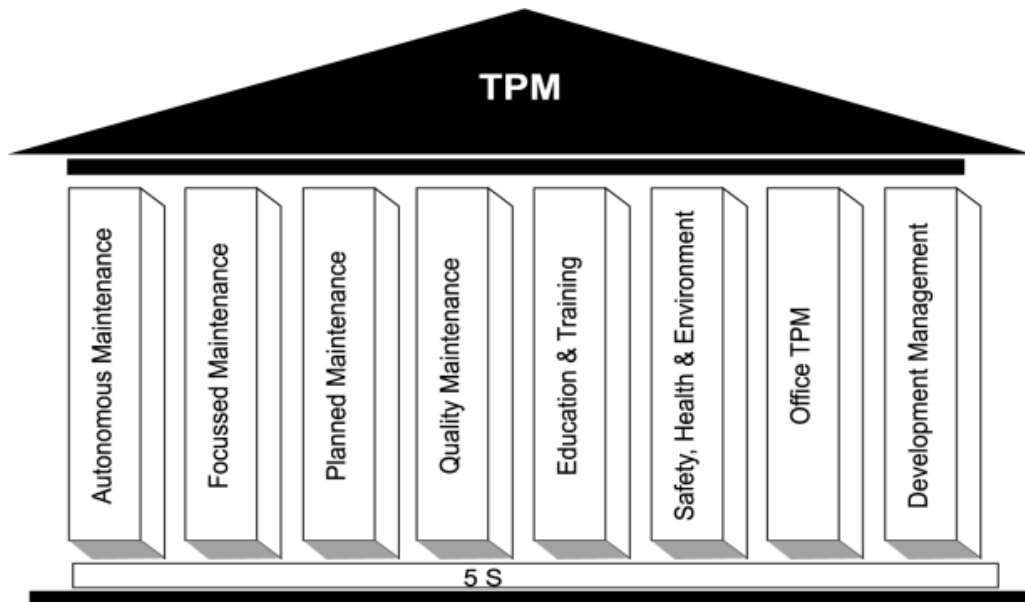 TPM
Autonomous Maintenance
Focussed Maintenance
Planned Maintenance
Quality Maintenance
Education & Training
Safety, Health & Environment
Office TPM
Development Management
5 S